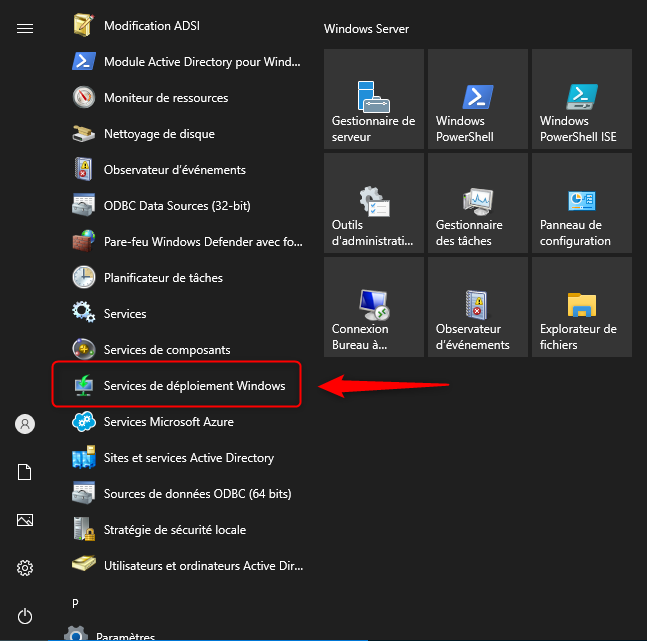 Modification ADSI
Module Active Directory pour Wind...
Moniteur de ressources
Nettoyage de disque
Observateur d'événements
ODBC Data Sources (32-bit)
Pare-feu Windows Defender avec fo...
Planificateur de tâches
Services
Services de composants
Services de déploiement Windows
Services Microsoft Azure
Sites et services Active Directory
Sources de données ODBC (64 bits)
Stratégie de sécurité locale
Utilisateurs et ordinateurs Active Dir...
P
Paramètres
Windows Server
Gestionnaire de
serveur
Windows
PowerShell
Windows
PowerShell ISE
Outils
d'administrati...
Gestionnaire
des tâches
Panneau de
configuration
Connexion
Bureau à...
Observateur
d'événements
Explorateur de
fichiers